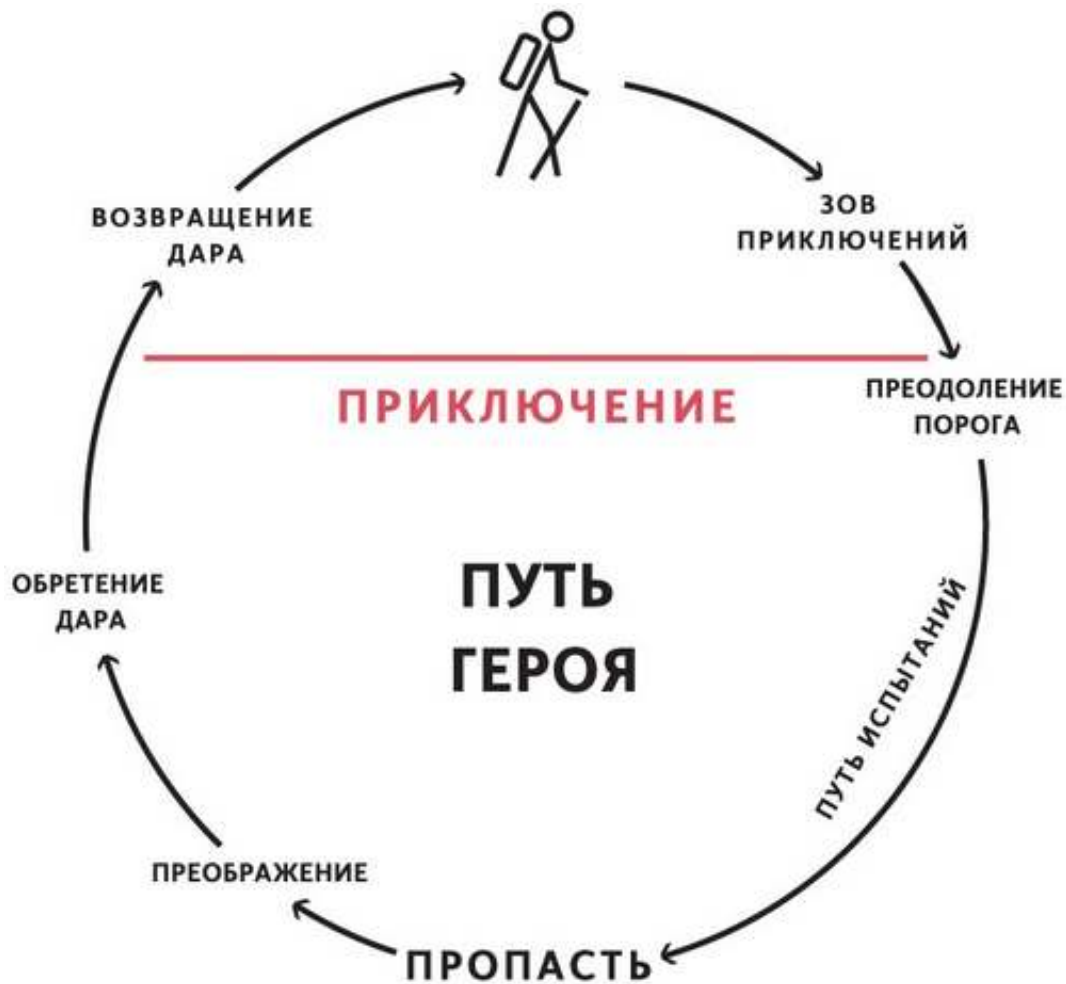 ЗОВ
ПРИКЛЮЧЕНИЙ
ПРЕОДОЛЕНИЕ
ПОРОГА
ПУТЬ ИСПЫТАНИЙ
ПРОПАСТЬ
ПРЕОБРАЖЕНИЕ
ОБРЕТЕНИЕ
ДАРА
ВОЗВРАЩЕНИЕ
ДАРА
ПРИКЛЮЧЕНИЕ
ПУТЬ
ГЕРОЯ